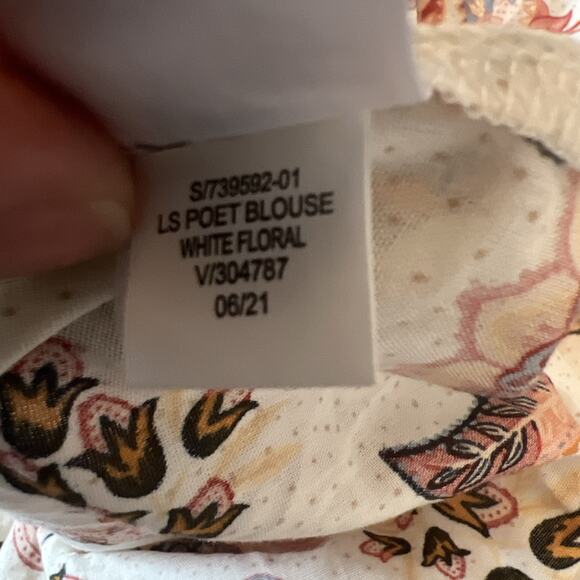 S/739592-01
LS POET BLOUSE
WHITE FLORAL
V/304787
06/21